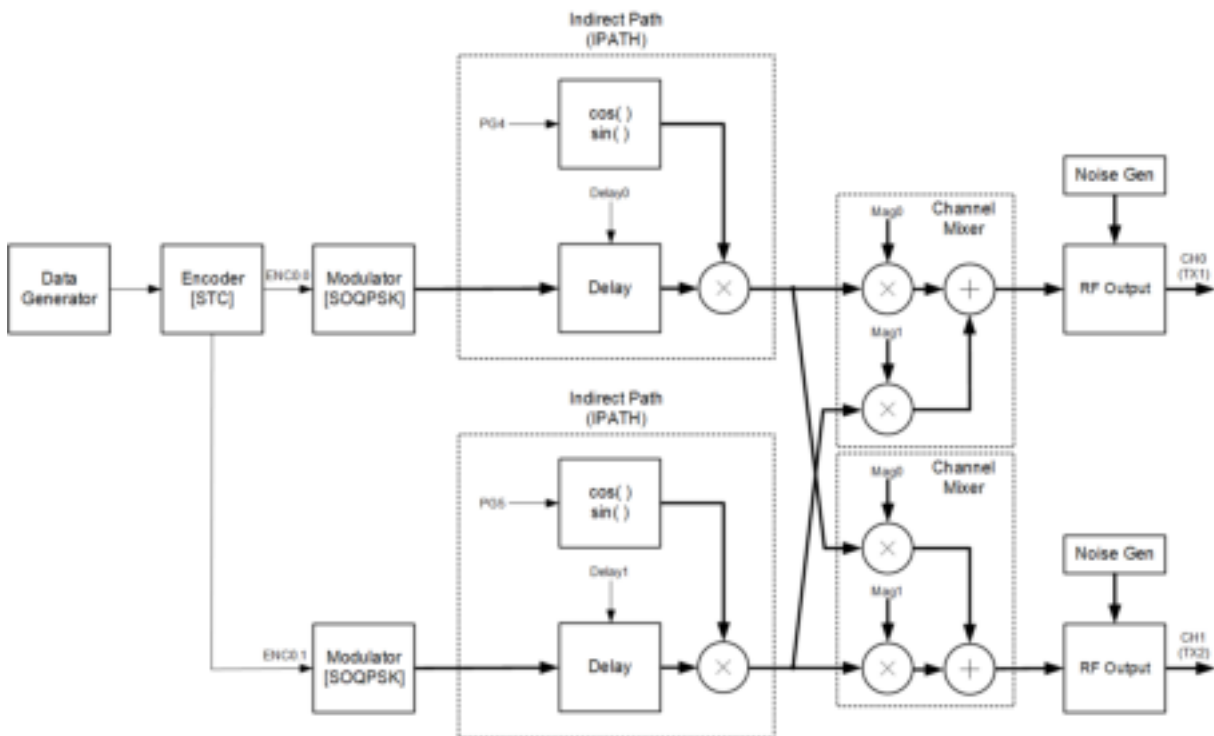 Indirect Path
(IPATH)
cos( )
sin( )
PG4
Delay0
Noise Gen
Mag0
Channel
Mixer
Data
Generator
Encoder
[STC]
ENC0:0
Modulator
[SOQPSK]
Delay
RF Output
CH0
(TX1)
Mag1
Indirect Path
(IPATH)
Channel
Mixer
Mag0
cos( )
sin( )
PG5
Noise Gen
Delay1
Mag1
ENC0:1
Modulator
[SOQPSK]
Delay
RF Output
CH1
(TX2)